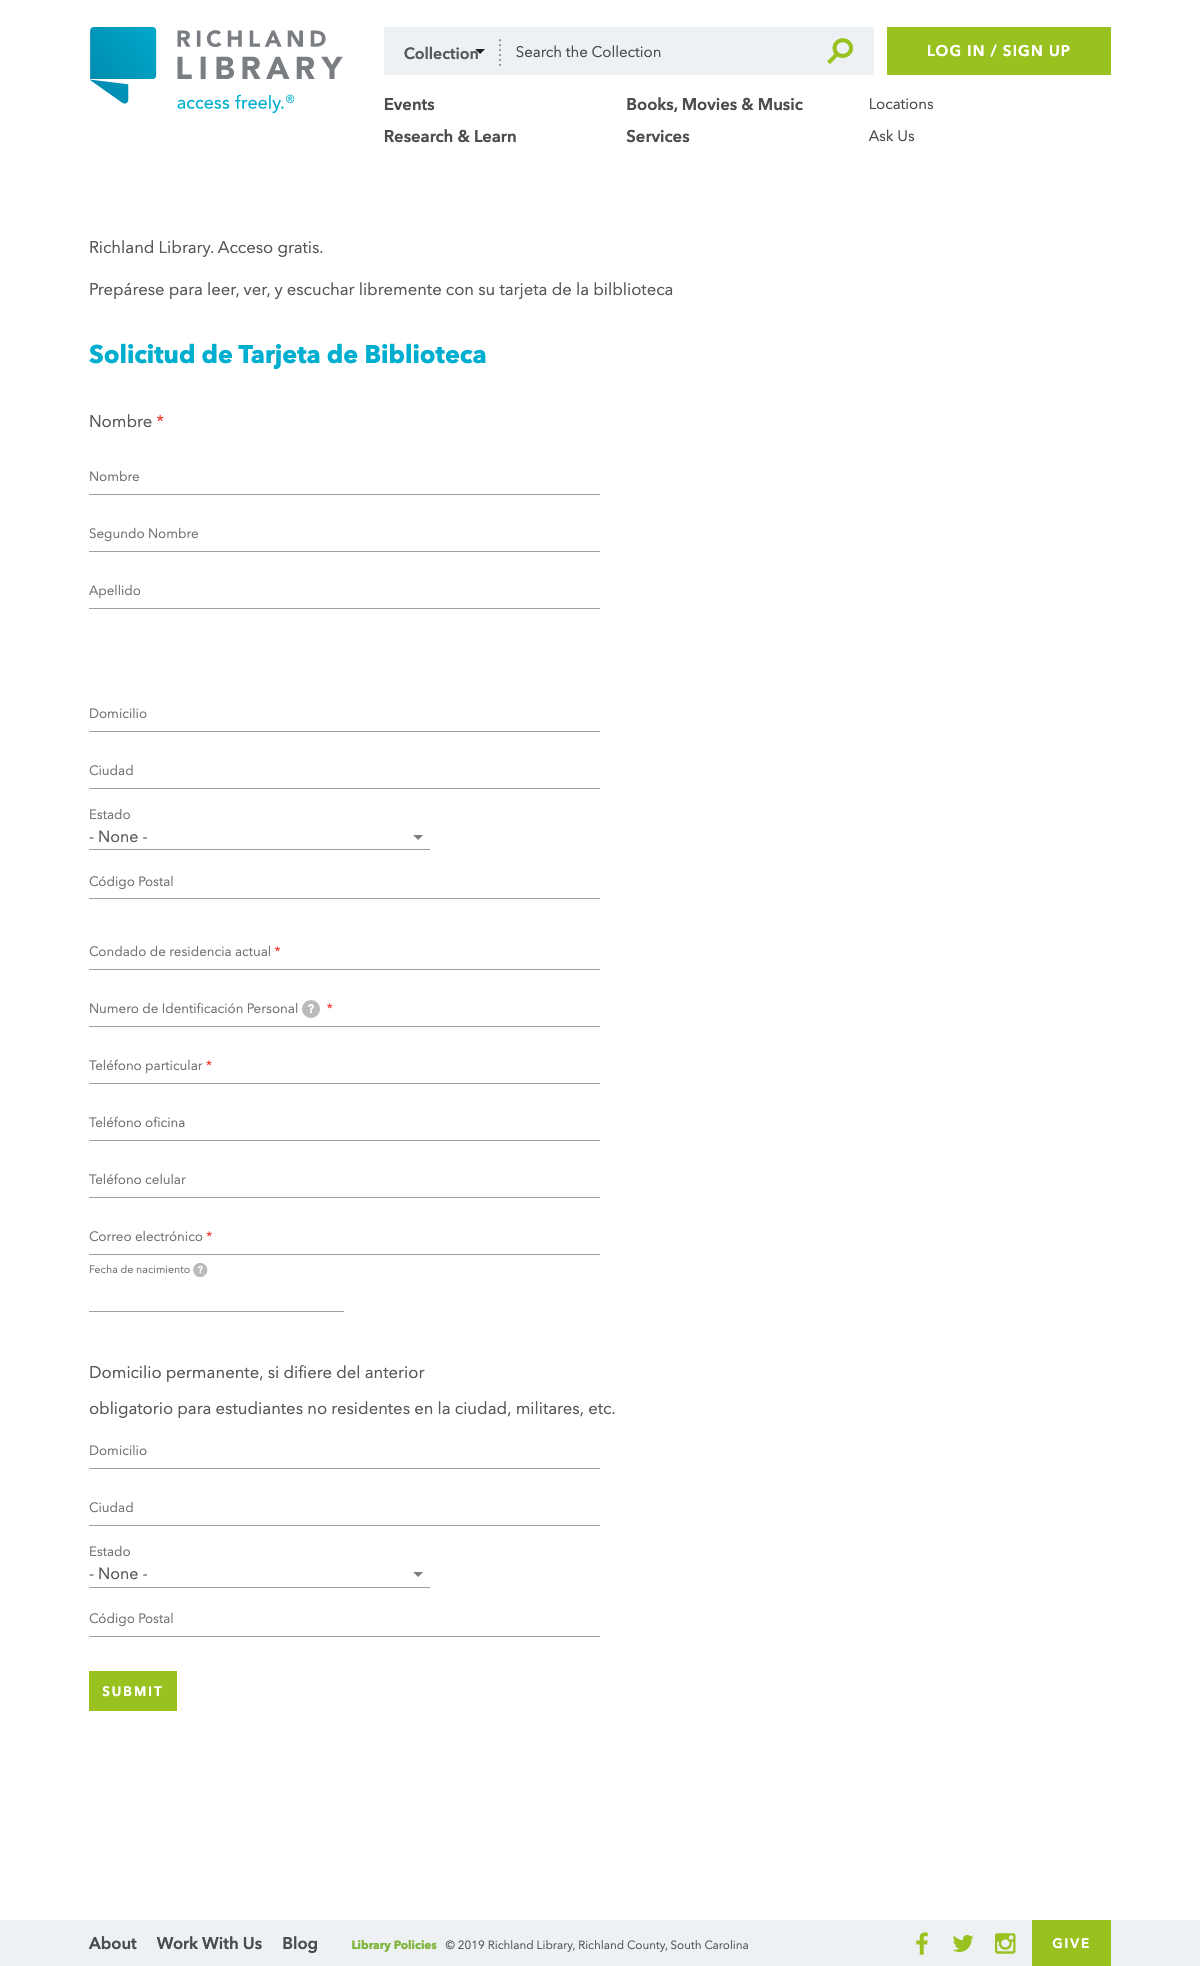 RICHLAND
LIBRARY
access freely.®
Collection
Search the Collection
LOG IN / SIGN UP
Events
Books, Movies & Music
Locations
Research & Learn
Services
Ask Us
Richland Library. Acceso gratis.
Prepárese para leer, ver, y escuchar libremente con su tarjeta de la bilblioteca
Solicitud de Tarjeta de Biblioteca
Nombre *
Nombre
Segundo Nombre
Apellido
Domicilio
Ciudad
Estado
- None -
Código Postal
Condado de residencia actual *
Numero de Identificación Personal ? *
Teléfono particular *
Teléfono oficina
Teléfono celular
Correo electrónico *
Fecha de nacimiento ?
Domicilio permanente, si difiere del anterior
obligatorio para estudiantes no residentes en la ciudad, militares, etc.
Domicilio
Ciudad
Estado
- None -
Código Postal
SUBMIT
About Work With Us Blog Library Policies © 2019 Richland Library, Richland County, South Carolina
GIVE